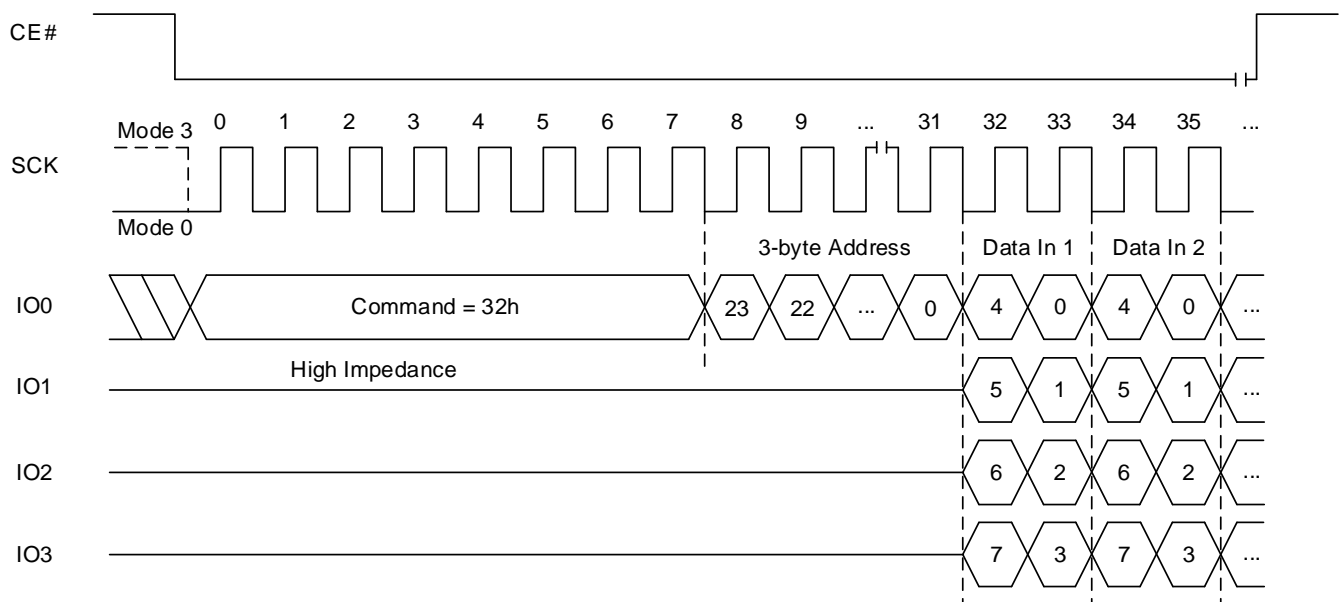 CE#
Mode 3 0 1 2 3 4 5 6 7 8 9 ... 31 32 33 34 35 ...
SCK
Mode 0
3-byte Address Data In 1 Data In 2
IO0 Command = 32h 23 22 ... 0 4 0 4 0 ...
High Impedance
IO1 5 1 5 1 ...
IO2 6 2 6 2 ...
IO3 7 3 7 3 ...